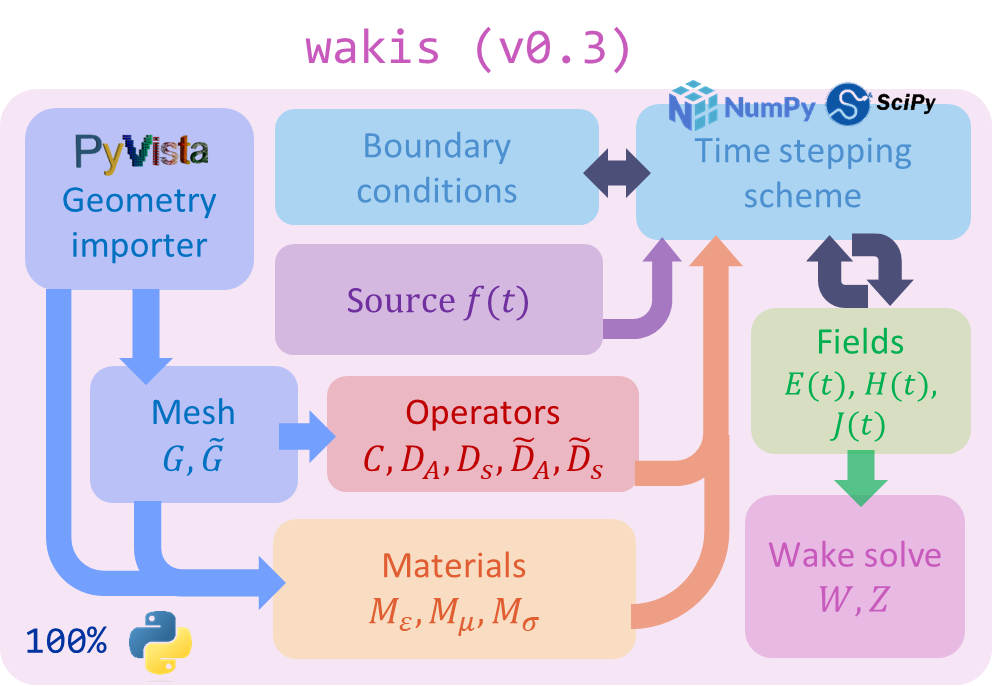 wakis (v0.3)
PyVista
Geometry
importer
Boundary
conditions
NumPy
SciPy
Time stepping
scheme
Source f(t)
Fields
E(t), H(t),
J(t)
Mesh
G, G̃
Operators
C, D_A, D_s, D̃_A, D̃_s
Materials
M_ε, M_μ, M_σ
Wake solve
W, Z
100%